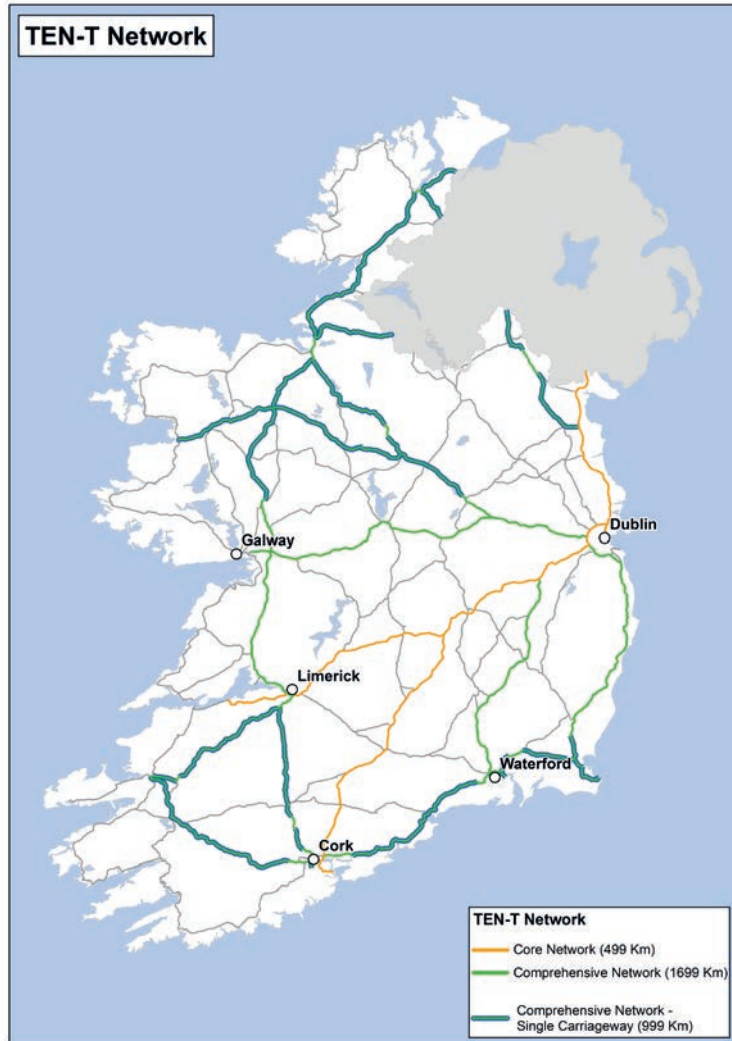 TEN-T Network
Galway
Dublin
Limerick
Waterford
Cork
TEN-T Network
Core Network (499 Km)
Comprehensive Network (1699 Km)
Comprehensive Network -
Single Carriageway (999 Km)